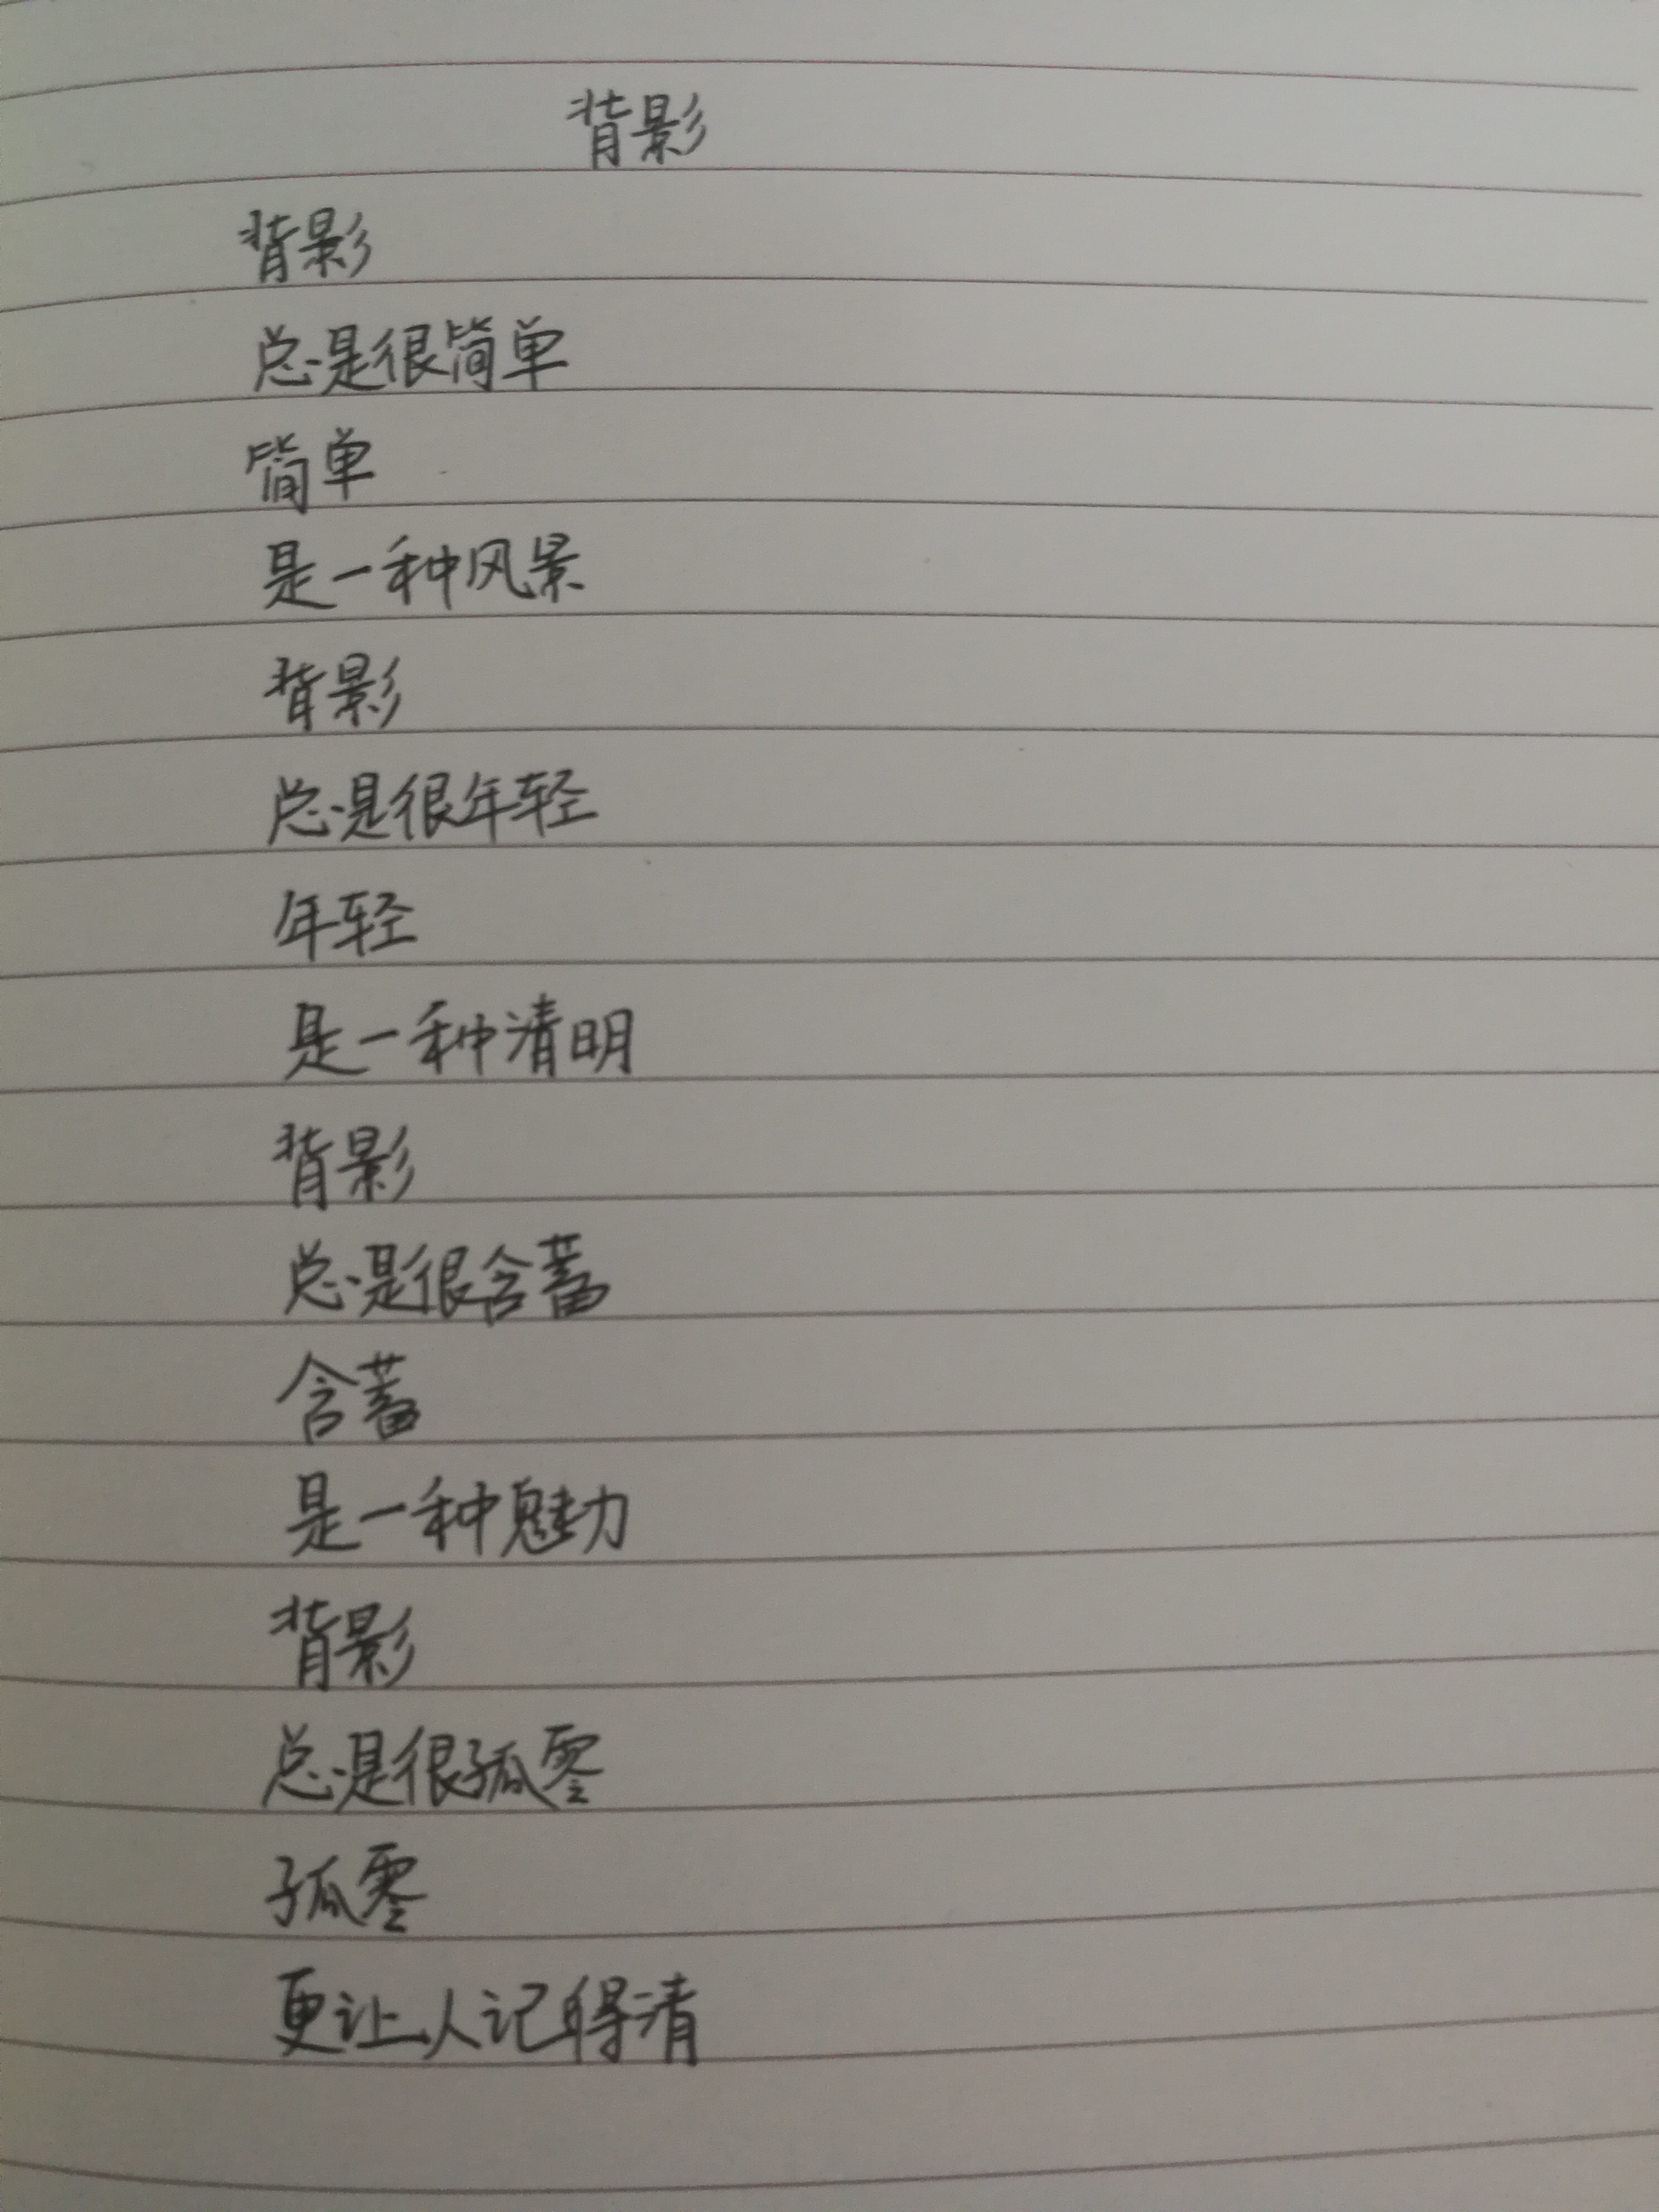 背影
背影
总是很简单
简单
是一种风景
背影
总是很年轻
年轻
是一种清明
背影
总是很含蓄
含蓄
是一种魅力
背影
总是很孤零
孤零
更让人记得清